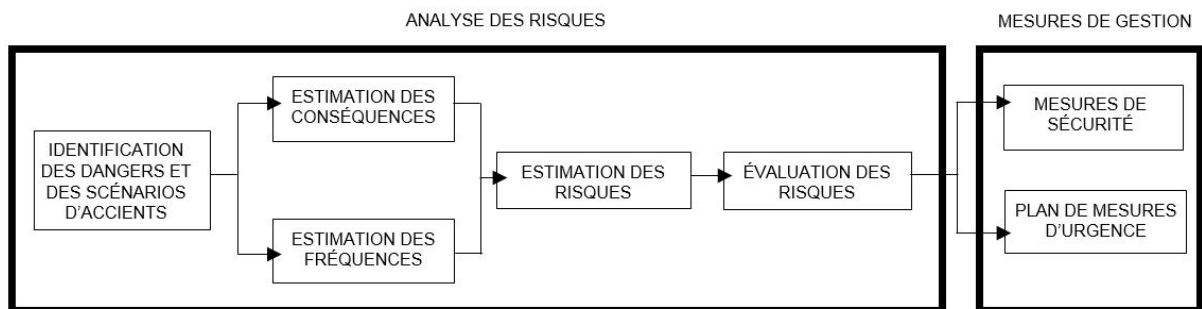 ANALYSE DES RISQUES
MESURES DE GESTION
IDENTIFICATION
DES DANGERS ET
DES SCÉNARIOS
D'ACCIENTS
ESTIMATION DES
CONSÉQUENCES
ESTIMATION DES
FRÉQUENCES
ESTIMATION DES
RISQUES
ÉVALUATION DES
RISQUES
MESURES DE
SÉCURITÉ
PLAN DE MESURES
D'URGENCE